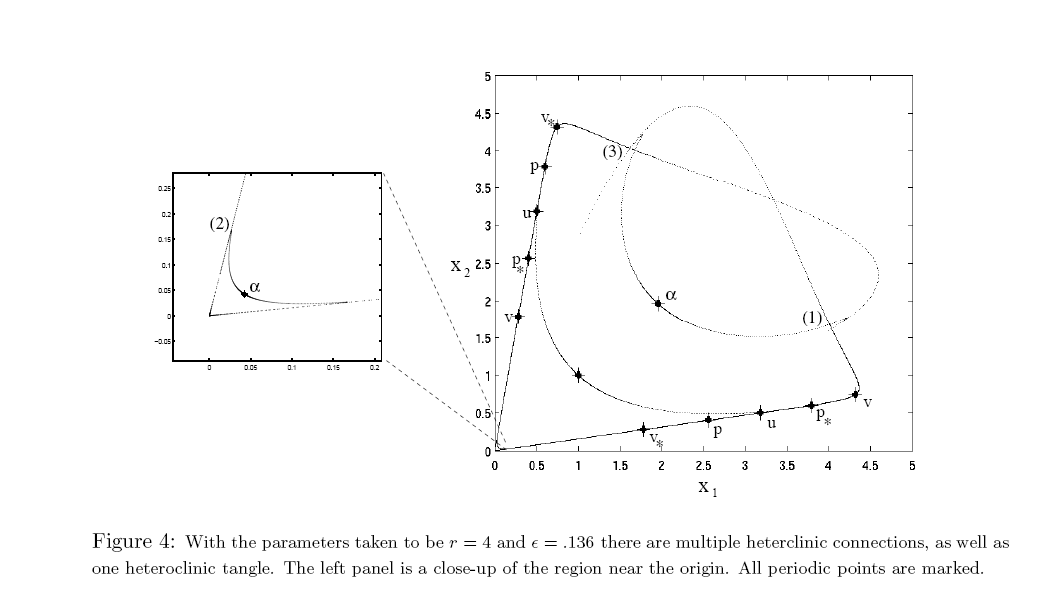 5
4.5
4
3.5
3
2.5
2
1.5
1
0.5
0
X 2
v*
p
u
p*
v
(3)
α
(1)
v
p*
u
p
v*
0 0.5 1 1.5 2 2.5 3 3.5 4 4.5 5
X 1
0.25
0.2
0.15
0.1
0.05
0
−0.05
(2)
α
0 0.05 0.1 0.15 0.2
Figure 4: With the parameters taken to be r = 4 and ϵ = .136 there are multiple heterclinic connections, as well as
one heteroclinic tangle. The left panel is a close-up of the region near the origin. All periodic points are marked.